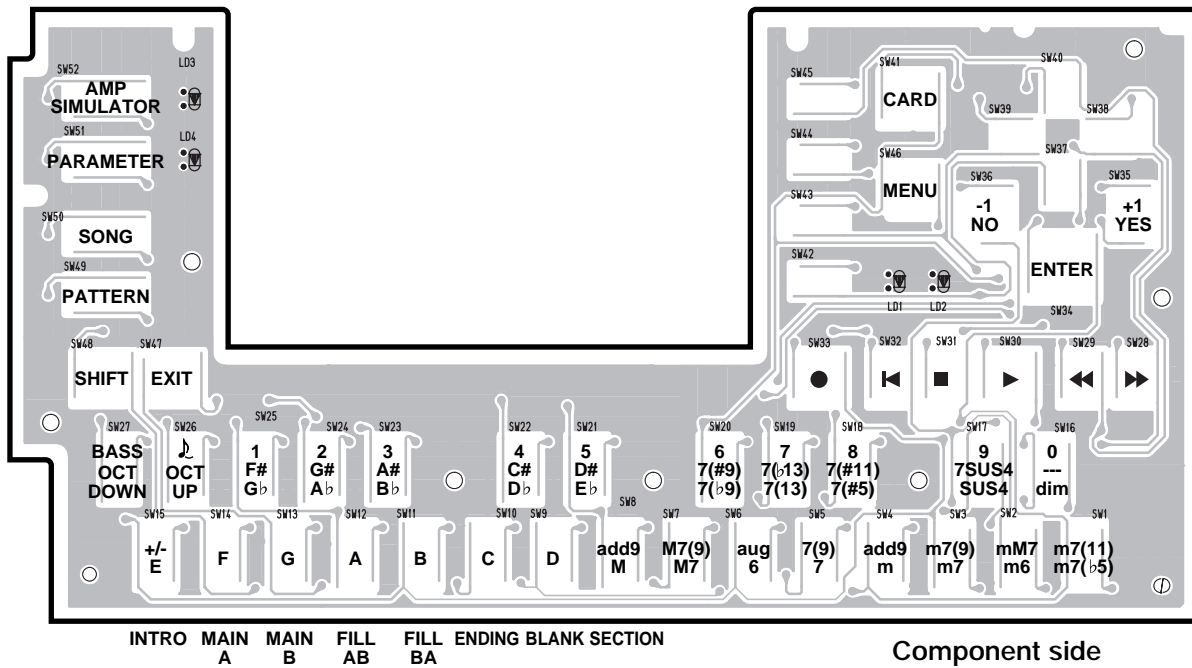 SW52
AMP
SIMULATOR
LD3
SW51
PARAMETER
LD4
SW50
SONG
SW49
PATTERN
SW48
SHIFT
SW47
EXIT
SW45
SW41
CARD
SW40
SW39
SW38
SW44
SW46
MENU
SW37
SW43
SW36
-1
NO
SW35
+1
YES
SW42
LD1
LD2
ENTER
SW34
SW33
●
SW32
SW31
■
SW30
▶
SW29
◀◀
SW28
▶▶
SW27
BASS
OCT
DOWN
SW26
♪
OCT
UP
SW25
1
F#
G♭
SW24
2
G#
A♭
SW23
3
A#
B♭
SW22
4
C#
D♭
SW21
5
D#
E♭
SW20
6
7(#9)
7(♭9)
SW19
7
7(♭13)
7(13)
SW18
8
7(#11)
7(#5)
SW17
9
7SUS4
SUS4
SW16
0
---
dim
SW15
+/-
E
SW14
F
SW13
G
SW12
A
SW11
B
SW10
C
SW9
D
SW8
add9
M
SW7
M7(9)
M7
SW6
aug
6
SW5
7(9)
7
SW4
add9
m
SW3
m7(9)
m7
SW2
mM7
m6
SW1
m7(11)
m7(♭5)
INTRO MAIN MAIN FILL FILL ENDING BLANK SECTION
A B AB BA
Component side